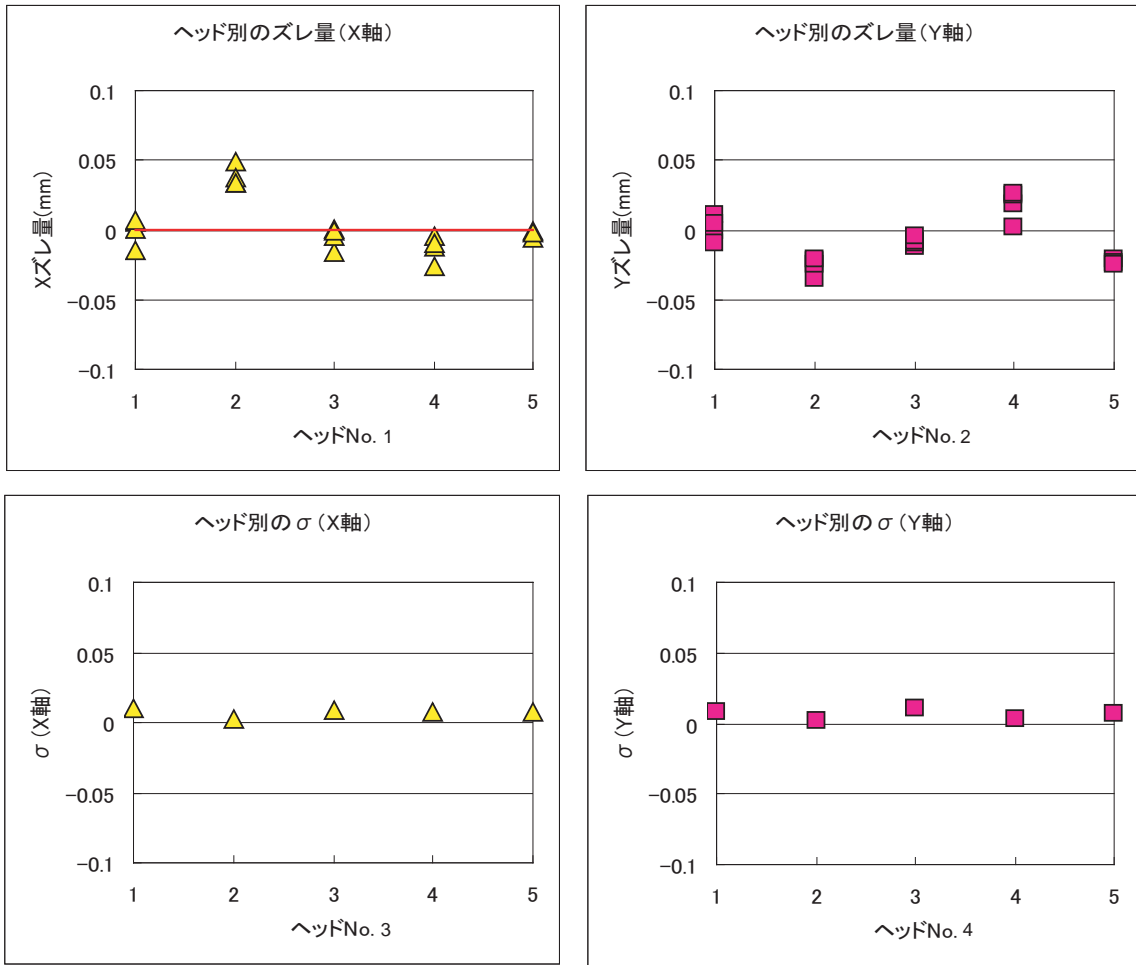 ヘッド別のズレ量(X軸)
0.1
0.05
0
−0.05
−0.1
Xズレ量(mm)
1 2 3 4 5
ヘッドNo. 1
ヘッド別のズレ量(Y軸)
0.1
0.05
0
−0.05
−0.1
Yズレ量(mm)
1 2 3 4 5
ヘッドNo. 2
ヘッド別のσ(X軸)
0.1
0.05
0
−0.05
−0.1
σ(X軸)
1 2 3 4 5
ヘッドNo. 3
ヘッド別のσ(Y軸)
0.1
0.05
0
−0.05
−0.1
σ(Y軸)
1 2 3 4 5
ヘッドNo. 4